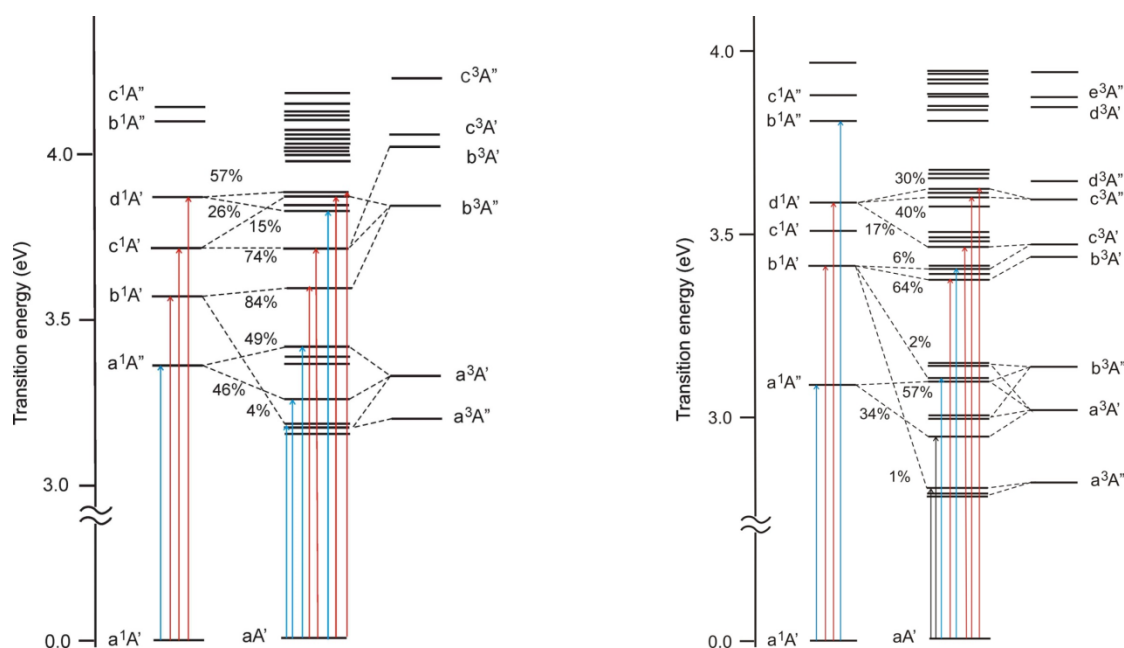 Transition energy (eV)
4.0
3.5
3.0
0.0
c¹A"
b¹A"
d¹A'
c¹A'
b¹A'
a¹A"
a¹A'
57%
26%
15%
74%
84%
49%
46%
4%
aA'
c³A"
c³A'
b³A'
b³A"
a³A'
a³A"
Transition energy (eV)
4.0
3.5
3.0
0.0
c¹A"
b¹A"
d¹A'
c¹A'
b¹A'
a¹A"
a¹A'
30%
40%
17%
6%
64%
2%
57%
34%
1%
aA'
e³A"
d³A'
d³A"
c³A"
c³A'
b³A'
b³A"
a³A'
a³A"